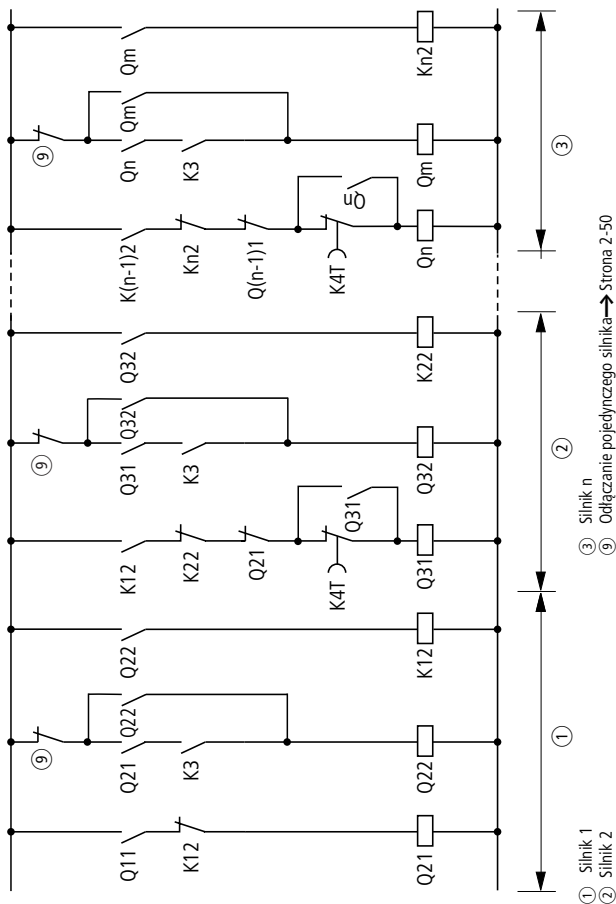 Q11
K12
Q21
⑨
Q21
Q22
K3
Q22
Q22
K12
①
K12
K22
Q21
K4T
Q31
Q31
⑨
Q31
Q32
K3
Q32
Q32
K22
②
K(n-1)2
Kn2
Q(n-1)1
K4T
Qn
Qn
⑨
Qn
Qm
K3
Qm
Qm
Kn2
③
① Silnik 1
② Silnik 2
③ Silnik n
⑨ Odłączanie pojedynczego silnika → Strona 2-50